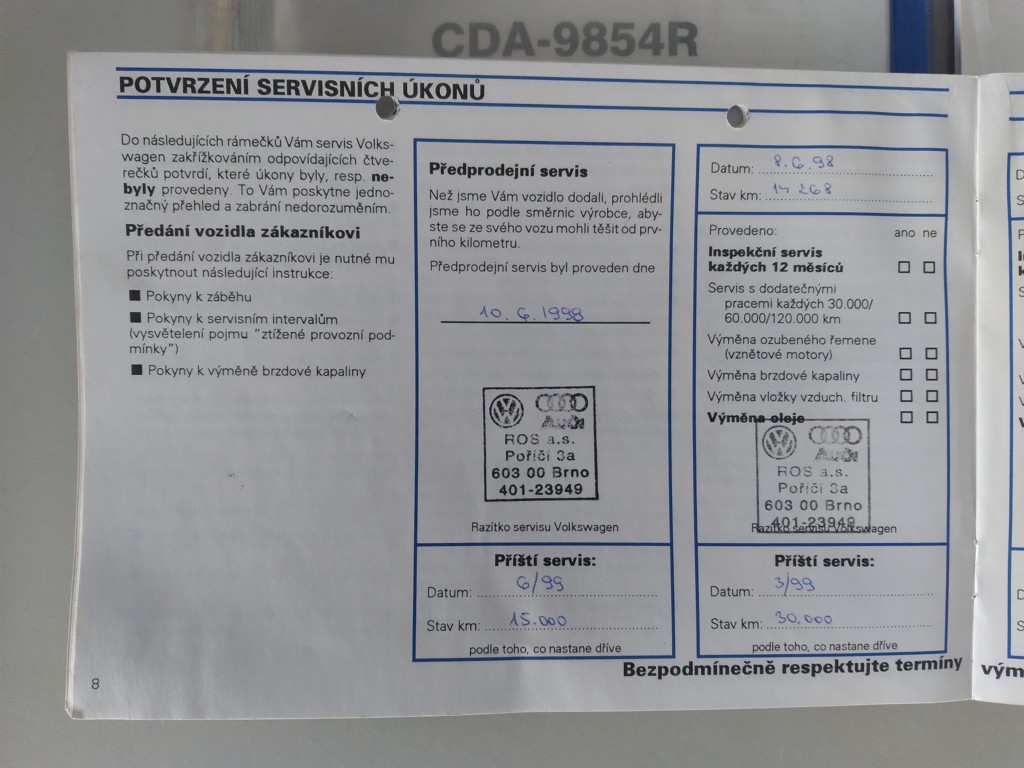 CDA-9854R
POTVRZENÍ SERVISNÍCH ÚKONŮ
Do následujících rámečků Vám servis Volks-
wagen zakřížkováním odpovídajících čtve-
rečků potvrdí, které úkony byly, resp. ne-
byly provedeny. To Vám poskytne jedno-
značný přehled a zabrání nedorozuměním.
Předání vozidla zákazníkovi
Při předání vozidla zákazníkovi je nutné mu
poskytnout následující instrukce:
■ Pokyny k záběhu
■ Pokyny k servisním intervalům
(vysvětelení pojmu "ztížené provozní pod-
mínky")
■ Pokyny k výměně brzdové kapaliny
8
Předprodejní servis
Než jsme Vám vozidlo dodali, prohlédli
jsme ho podle směrnic výrobce, aby-
ste se ze svého vozu mohli těšit od prv-
ního kilometru.
Předprodejní servis byl proveden dne
10.6.1998
Audi
ROS a.s.
Poříčí 3a
603 00 Brno
401-23949
Razítko servisu Volkswagen
Příští servis:
Datum: 6/99
Stav km: 15.000
podle toho, co nastane dříve
Datum: 8.6.98
Stav km: 14 268
Provedeno: ano ne
Inspekční servis
každých 12 měsíců
Servis s dodatečnými
pracemi každých 30.000/
60.000/120.000 km
Výměna ozubeného řemene
(vznětové motory)
Výměna brzdové kapaliny
Výměna vložky vzduch. filtru
Výměna oleje
Audi
ROS a.s.
Poříčí 3a
603 00 Brno
401-23949
Razítko servisu Volkswagen
Příští servis:
Datum: 3/99
Stav km: 30.000
podle toho, co nastane dříve
Bezpodmínečně respektujte termíny
vým